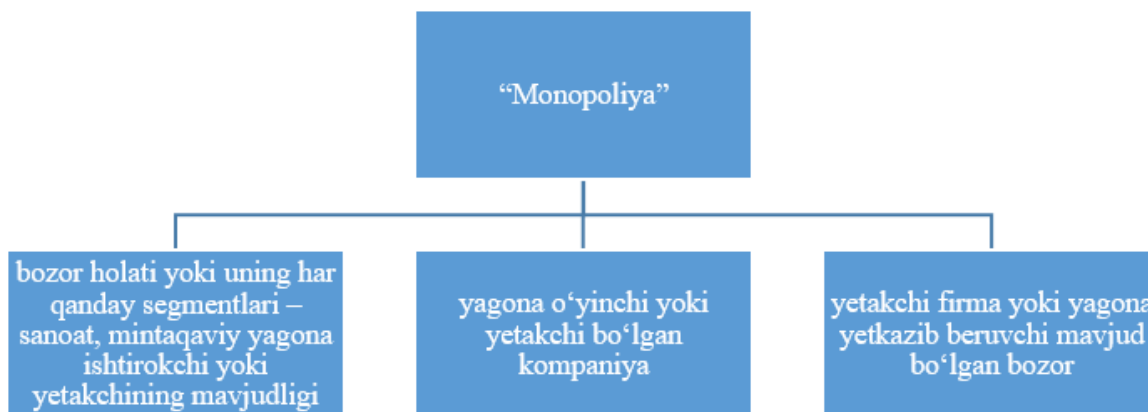 “Monopoliya”
bozor holati yoki uning har
qanday segmentlari –
sanoat, mintaqaviy yagona
ishtirokchi yoki
yetakchining mavjudligi
yagona o‘yinchi yoki
yetakchi bo‘lgan
kompaniya
yetakchi firma yoki yagona
yetkazib beruvchi mavjud
bo‘lgan bozor